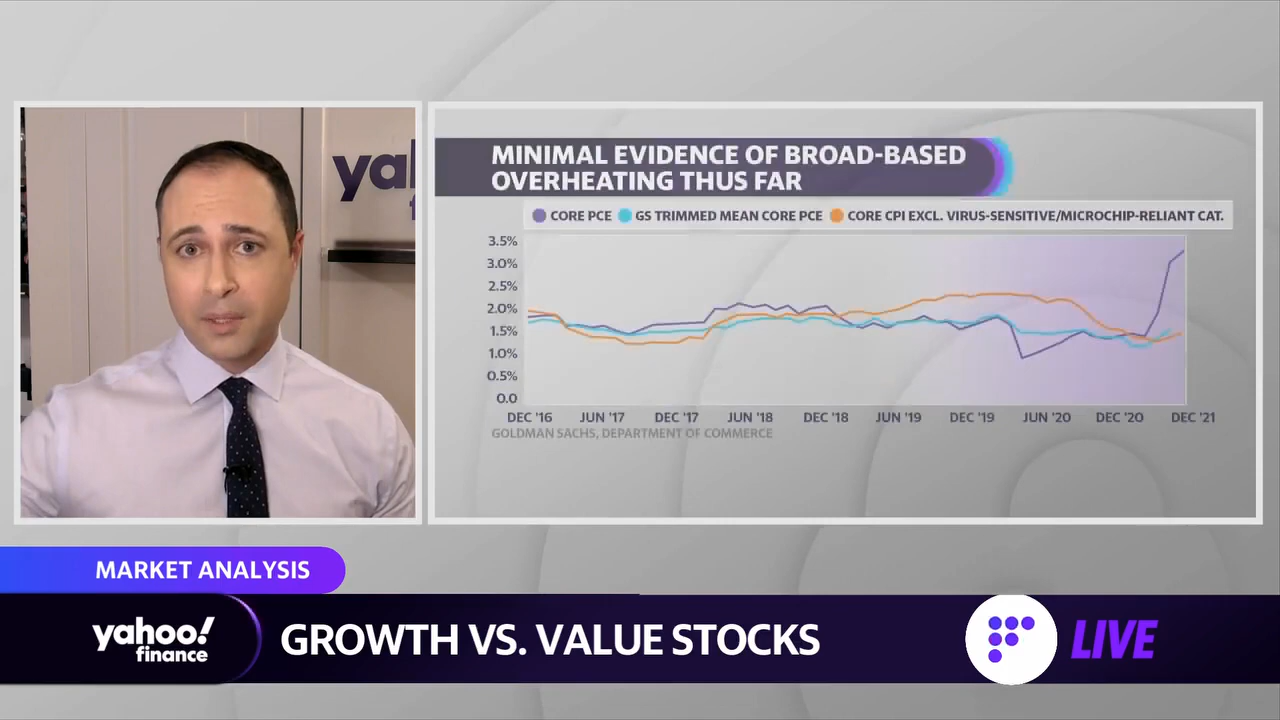 MINIMAL EVIDENCE OF BROAD-BASED
OVERHEATING THUS FAR
CORE PCE GS TRIMMED MEAN CORE PCE CORE CPI EXCL. VIRUS-SENSITIVE/MICROCHIP-RELIANT CAT.
3.5%
3.0%
2.5%
2.0%
1.5%
1.0%
0.5%
0.0
DEC '16 JUN '17 DEC '17 JUN '18 DEC '18 JUN '19 DEC '19 JUN '20 DEC '20 DEC '21
GOLDMAN SACHS, DEPARTMENT OF COMMERCE
MARKET ANALYSIS
yahoo!
finance
GROWTH VS. VALUE STOCKS
LIVE